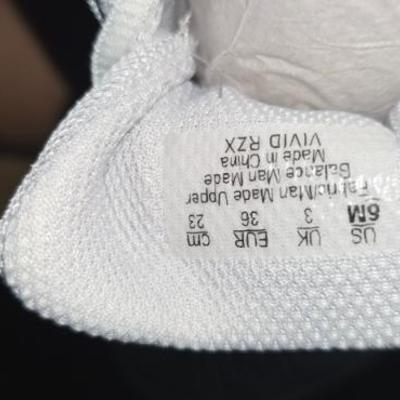 US UK EUR cm
6M 3 36 23
Fabric/Man Made Upper
Balance Man Made
Made in China
VIVID RZX